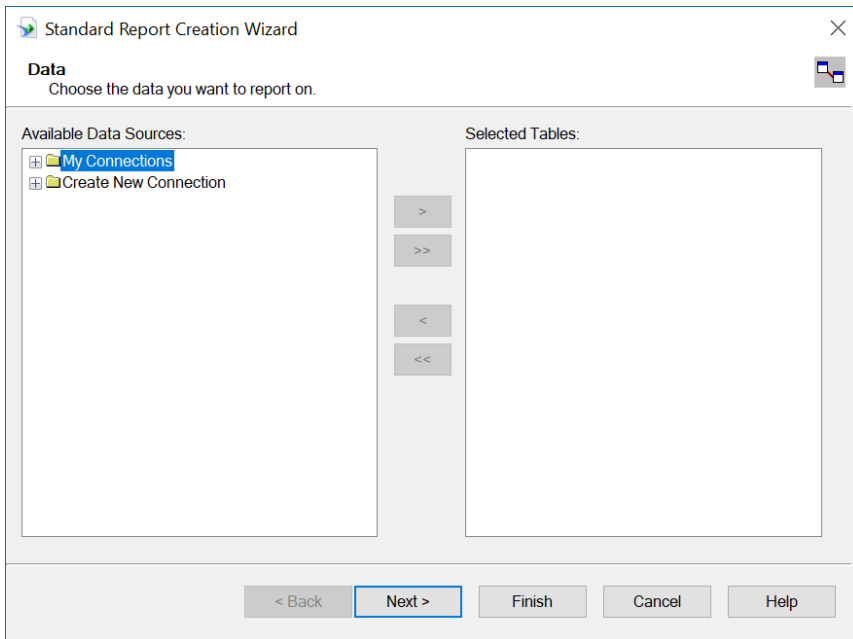 Standard Report Creation Wizard
Data
Choose the data you want to report on.
Available Data Sources:
Selected Tables:
My Connections
Create New Connection
>
>>
<
<<
< Back
Next >
Finish
Cancel
Help